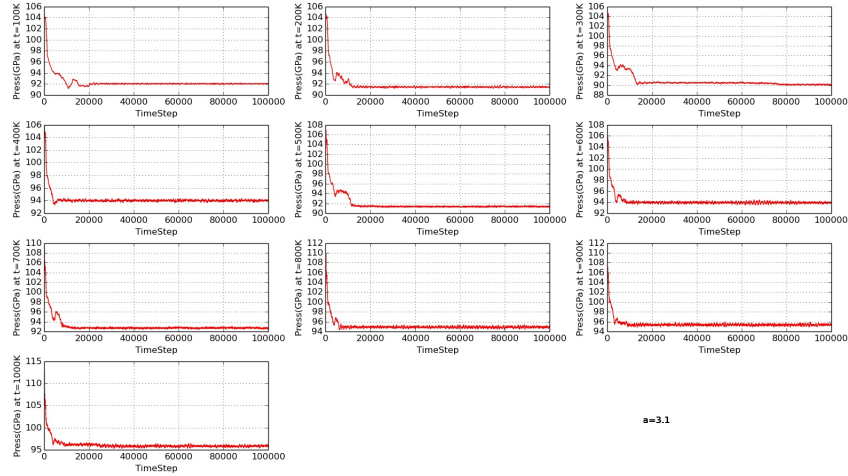 Press(GPa) at t=100K
106
104
102
100
98
96
94
92
90
0 20000 40000 60000 80000 100000
TimeStep
Press(GPa) at t=200K
106
104
102
100
98
96
94
92
90
0 20000 40000 60000 80000 100000
TimeStep
Press(GPa) at t=300K
106
104
102
100
98
96
94
92
90
88
0 20000 40000 60000 80000 100000
TimeStep
Press(GPa) at t=400K
106
104
102
100
98
96
94
92
0 20000 40000 60000 80000 100000
TimeStep
Press(GPa) at t=500K
108
106
104
102
100
98
96
94
92
90
0 20000 40000 60000 80000 100000
TimeStep
Press(GPa) at t=600K
108
106
104
102
100
98
96
94
92
0 20000 40000 60000 80000 100000
TimeStep
Press(GPa) at t=700K
110
108
106
104
102
100
98
96
94
92
0 20000 40000 60000 80000 100000
TimeStep
Press(GPa) at t=800K
112
110
108
106
104
102
100
98
96
94
0 20000 40000 60000 80000 100000
TimeStep
Press(GPa) at t=900K
112
110
108
106
104
102
100
98
96
94
0 20000 40000 60000 80000 100000
TimeStep
Press(GPa) at t=1000K
115
110
105
100
95
0 20000 40000 60000 80000 100000
TimeStep
a=3.1